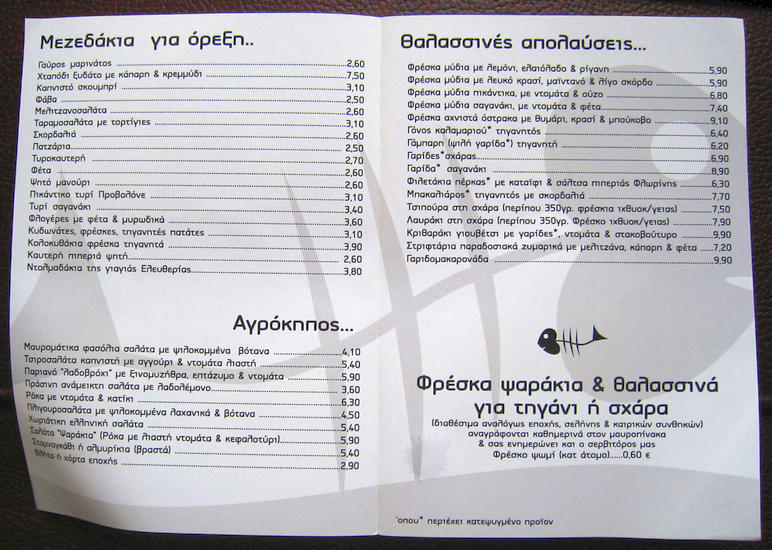 Μεζεδάκια για όρεξη..
Γαύρος μαρινάτος 2,60
Χταπόδι ξυδάτο με κάπαρη & κρεμμύδι 7,50
Καπνιστό σκουμπρί 3,10
Φάβα 2,50
Μελιτζανοσαλάτα 3,10
Ταραμοσαλάτα με τορτίγιες 3,10
Σκορδαλιά 2,60
Πατζάρια 2,50
Τυροκαυτερή 2,70
Φέτα 2,60
Ψητό μανούρι 2,60
Πικάντικο τυρί Προβολόνε 3,10
Τυρί σαγανάκι 3,40
Φλογέρες με φέτα & μυρωδικά 3,60
Κυδωνάτες, φρέσκες, τηγανητές πατάτες 3,10
Κολοκυθάκια φρέσκα τηγανητά 3,90
Καυτερή πιπεριά ψητή 2,60
Ντολμαδάκια της γιαγιάς Ελευθερίας 3,80
Αγρόκηπος...
Μαυρομάτικα φασόλια σαλάτα με ψιλοκομμένα βότανα 4,10
Τσιροσαλάτα καπνιστή με αγγούρι & ντομάτα λιαστή 5,40
Παριανό "λαδοβρόχι" με ξινομυζήθρα, επτάζυμο & ντομάτα 5,90
Πράσινη ανάμεικτη σαλάτα με λαδολέμονο 3,60
Ρόκα με ντομάτα & κατίκι 6,30
Πλιγουροσαλάτα με ψιλοκομμένα λαχανικά & βότανα 4,50
Χωριάτικη ελληνική σαλάτα 5,40
Σαλάτα "Ψαράκια" (Ρόκα με λιαστή ντομάτα & κεφαλοτύρι) 5,90
Σταμναγκάθι ή αλμυρίκια (βραστά) 5,40
Βλήτα ή χόρτα εποχής 2,90
Θαλασσινές απολαύσεις...
Φρέσκα μύδια με λεμόνι, ελαιόλαδο & ρίγανη 5,90
Φρέσκα μύδια με λευκό κρασί, μαϊντανό & λίγο σκόρδο 5,90
Φρέσκα μύδια πικάντικα, με ντομάτα & ούζο 6,80
Φρέσκα μύδια σαγανάκι, με ντομάτα & φέτα 7,40
Φρέσκα αχνιστά όστρακα με θυμάρι, κρασί & μπούκοβο 9,10
Γόνος καλαμαριού* τηγανητός 6,40
Γάμπαρη (ψιλή γαρίδα*) τηγανητή 6,20
Γαρίδες*σχάρας 6,90
Γαρίδα* σαγανάκι 8,90
Φιλετάκια πέρκας* με καταΐφι & σάλτσα πιπεριάς Φλωρίνης 6,30
Μπακαλιάρος* τηγανητός με σκορδαλιά 7,70
Τσιπούρα στη σχάρα (περίπου 350γρ. φρέσκια ιχθυοκ/γειας) 7,50
Λαυράκι στη σχάρα (περίπου 350γρ. Φρέσκο ιχθυοκ/γειας) 7,90
Κριθαράκι γιουβέτσι με γαρίδες*, ντομάτα & στακοβούτυρο 9,90
Στριφτάρια παραδοσιακά ζυμαρικά με μελιτζάνα, κάπαρη & φέτα 7,20
Γαριδομακαρονάδα 9,90
Φρέσκα ψαράκια & θαλασσινά
για τηγάνι ή σχάρα
(διαθέσιμα αναλόγως εποχής, σελήνης & καιρικών συνθηκών)
αναγράφονται καθημερινά στον μαυροπίνακα
& σας ενημερώνει και ο σερβιτόρος μας
Φρέσκο ψωμί (κατ άτομο)......0,60 €
'οπου* περιέχει κατεψυγμένο προϊον